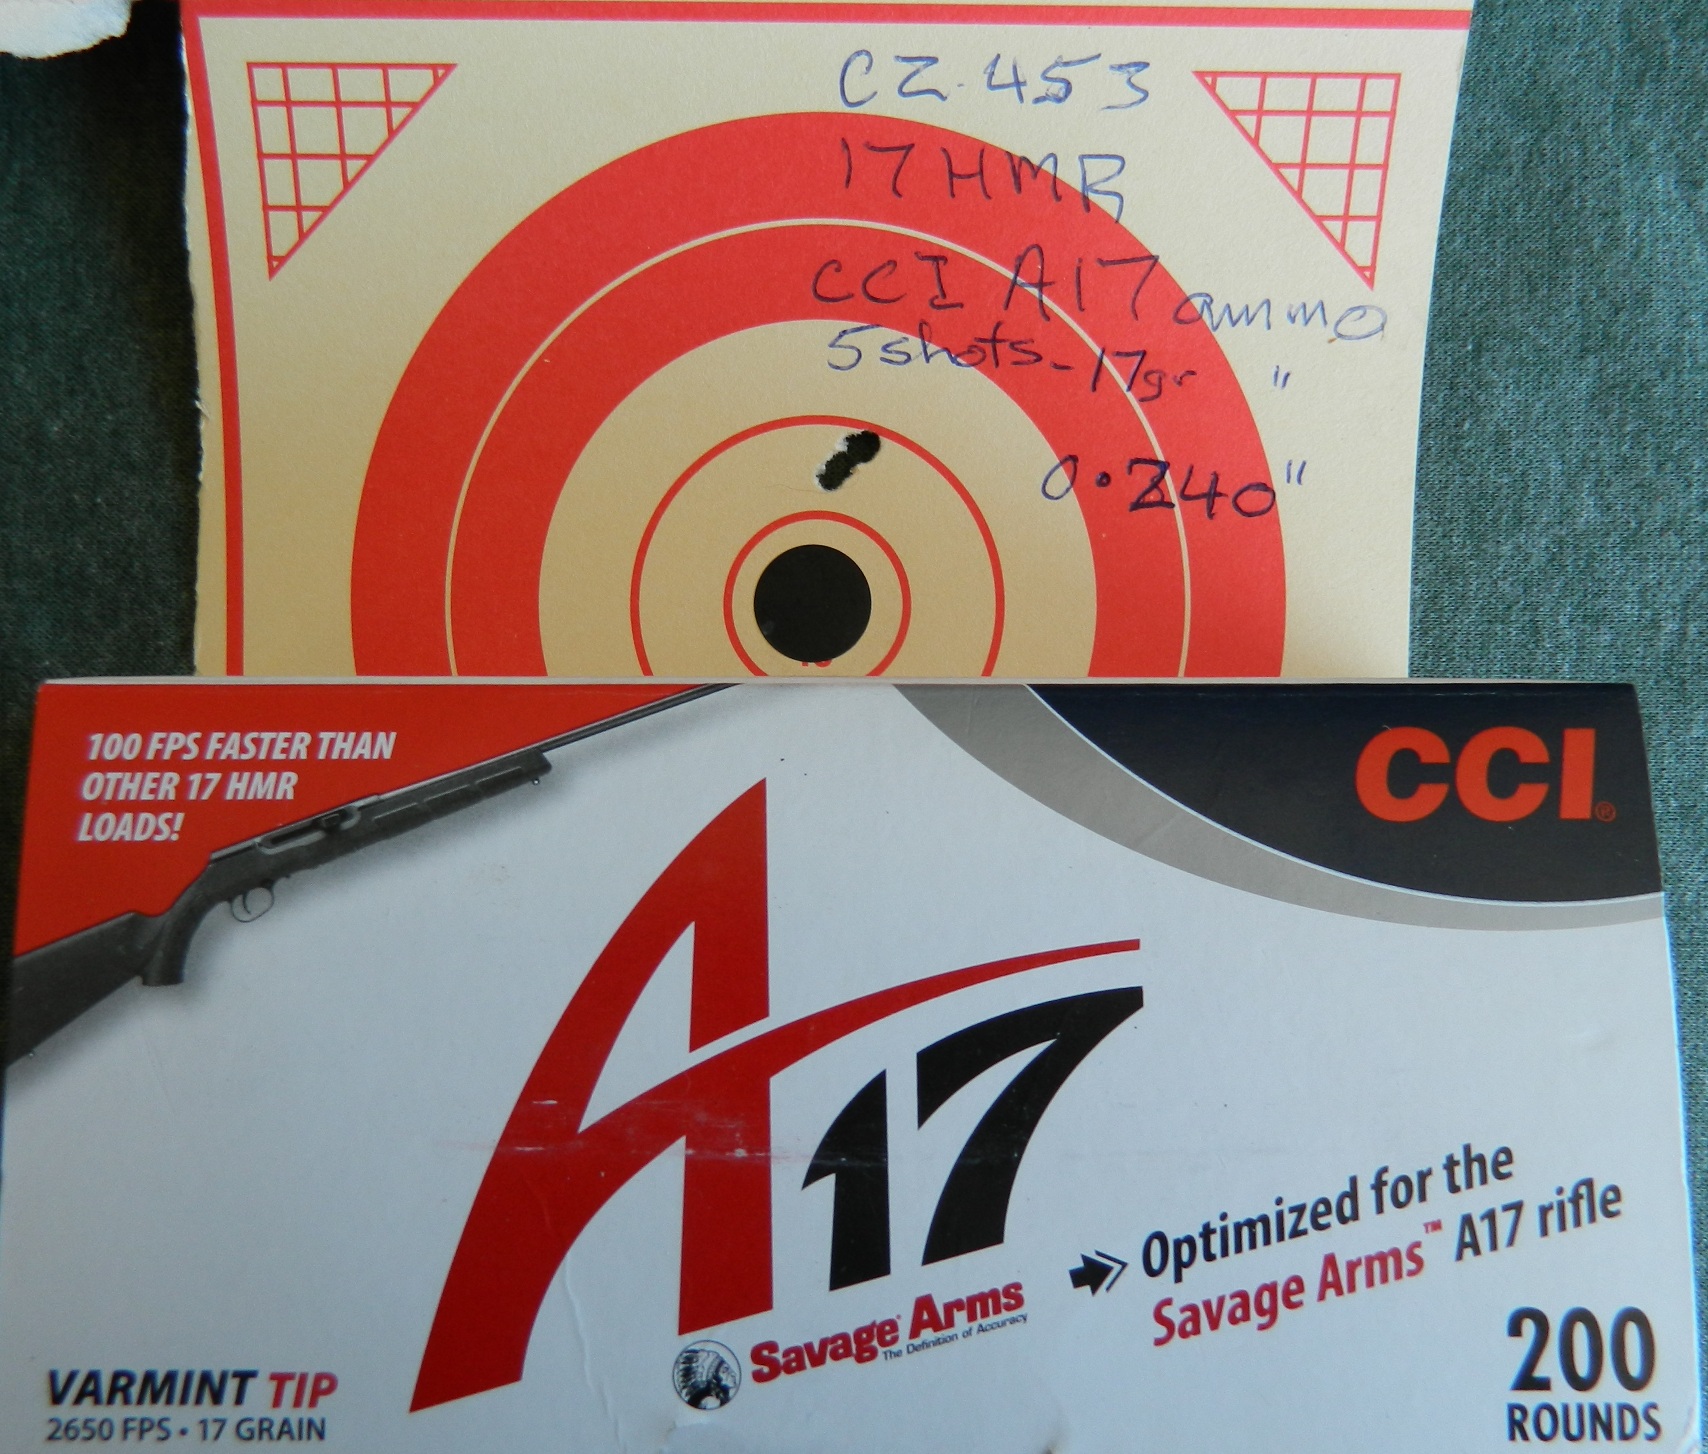 CZ-453
17 HMR
CCI A17 ammo
5 shots - 17gr "
0.240"
100 FPS FASTER THAN
OTHER 17 HMR
LOADS!
CCI®
A17
Optimized for the
Savage Arms™ A17 rifle
Savage Arms
The Definition of Accuracy
200
ROUNDS
VARMINT TIP
2650 FPS • 17 GRAIN